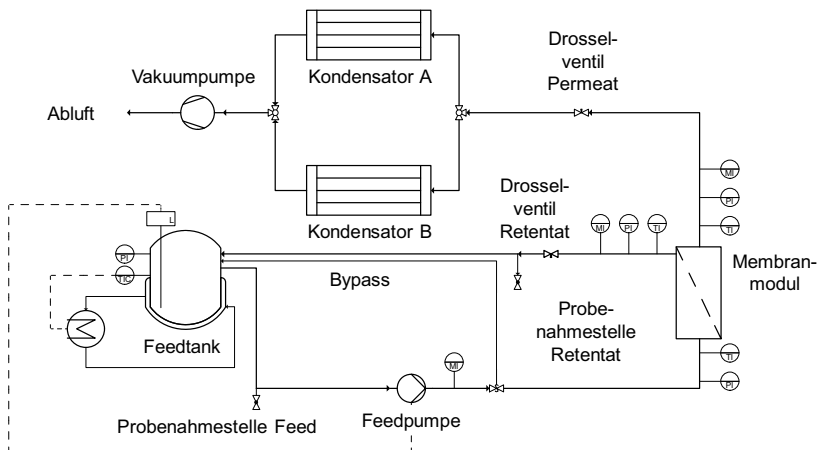 Drossel-
ventil
Permeat
Vakuumpumpe
Kondensator A
Abluft
MI
PI
TI
Kondensator B
Drossel-
ventil
Retentat
MI
PI
TI
L
PI
TIC
Bypass
Membran-
modul
Probe-
nahmestelle
Retentat
Feedtank
MI
TI
PI
Probenahmestelle Feed
Feedpumpe